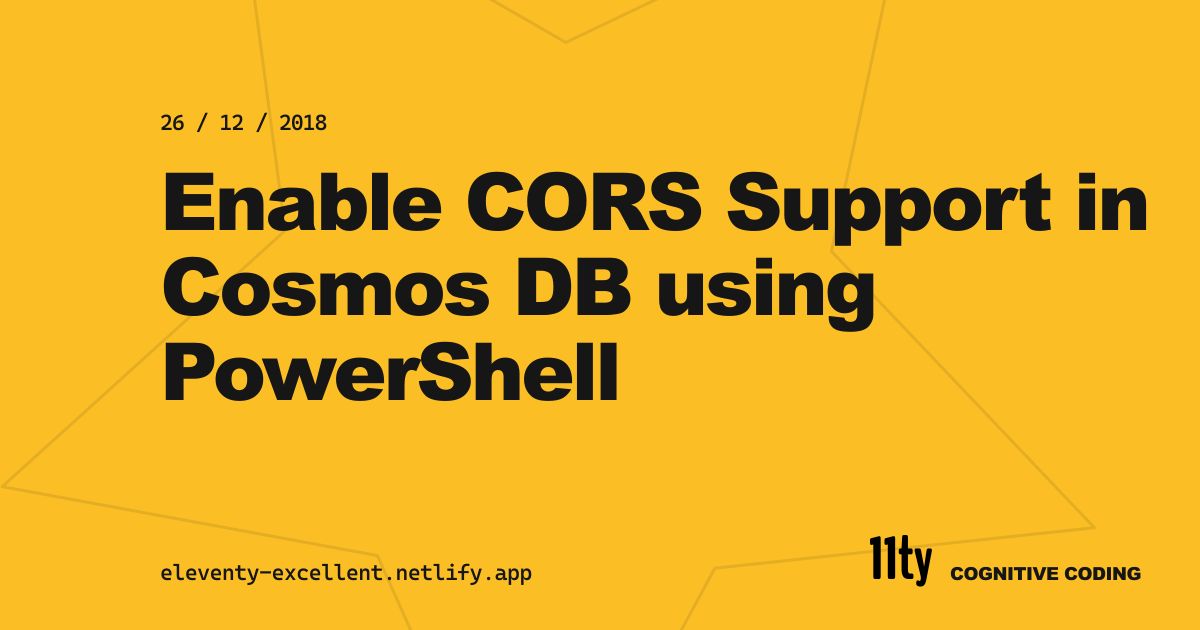 26 / 12 / 2018
Enable CORS Support in
Cosmos DB using
PowerShell
eleventy-excellent.netlify.app
11ty COGNITIVE CODING